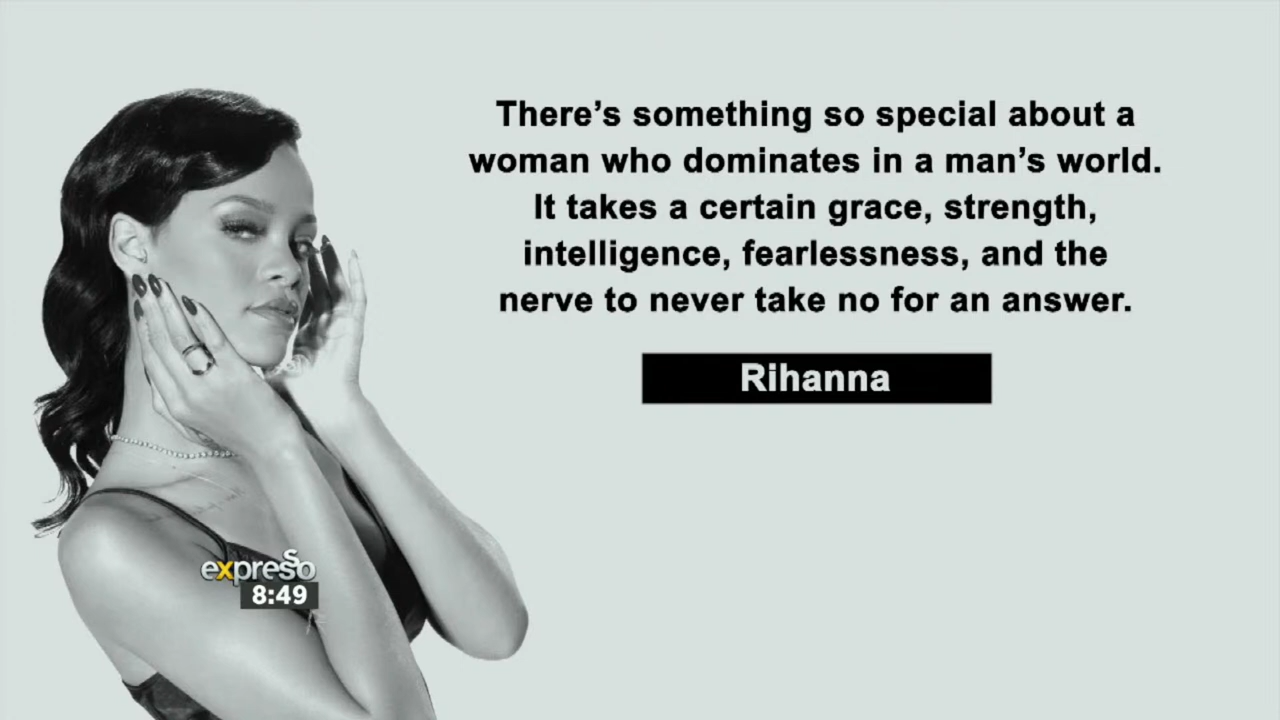 There’s something so special about a
woman who dominates in a man’s world.
It takes a certain grace, strength,
intelligence, fearlessness, and the
nerve to never take no for an answer.
Rihanna
expresso
8:49